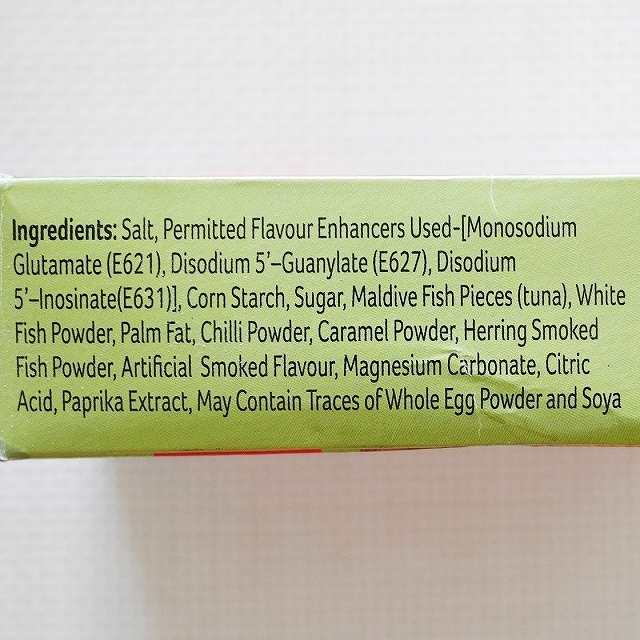 Ingredients: Salt, Permitted Flavour Enhancers Used-[Monosodium
Glutamate (E621), Disodium 5'–Guanylate (E627), Disodium
5'–Inosinate(E631)], Corn Starch, Sugar, Maldive Fish Pieces (tuna), White
Fish Powder, Palm Fat, Chilli Powder, Caramel Powder, Herring Smoked
Fish Powder, Artificial Smoked Flavour, Magnesium Carbonate, Citric
Acid, Paprika Extract, May Contain Traces of Whole Egg Powder and Soya